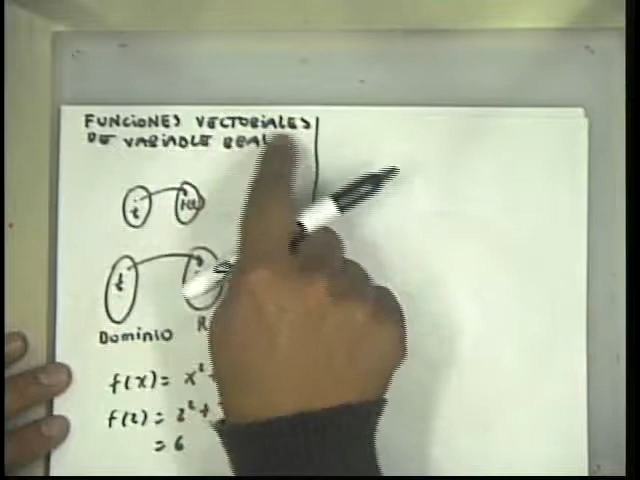 FUNCIONES VECTORIALES
DE VARIABLE REAL
t
t
Dominio R
f(x) = x²
f(2) = 2² +
= 6